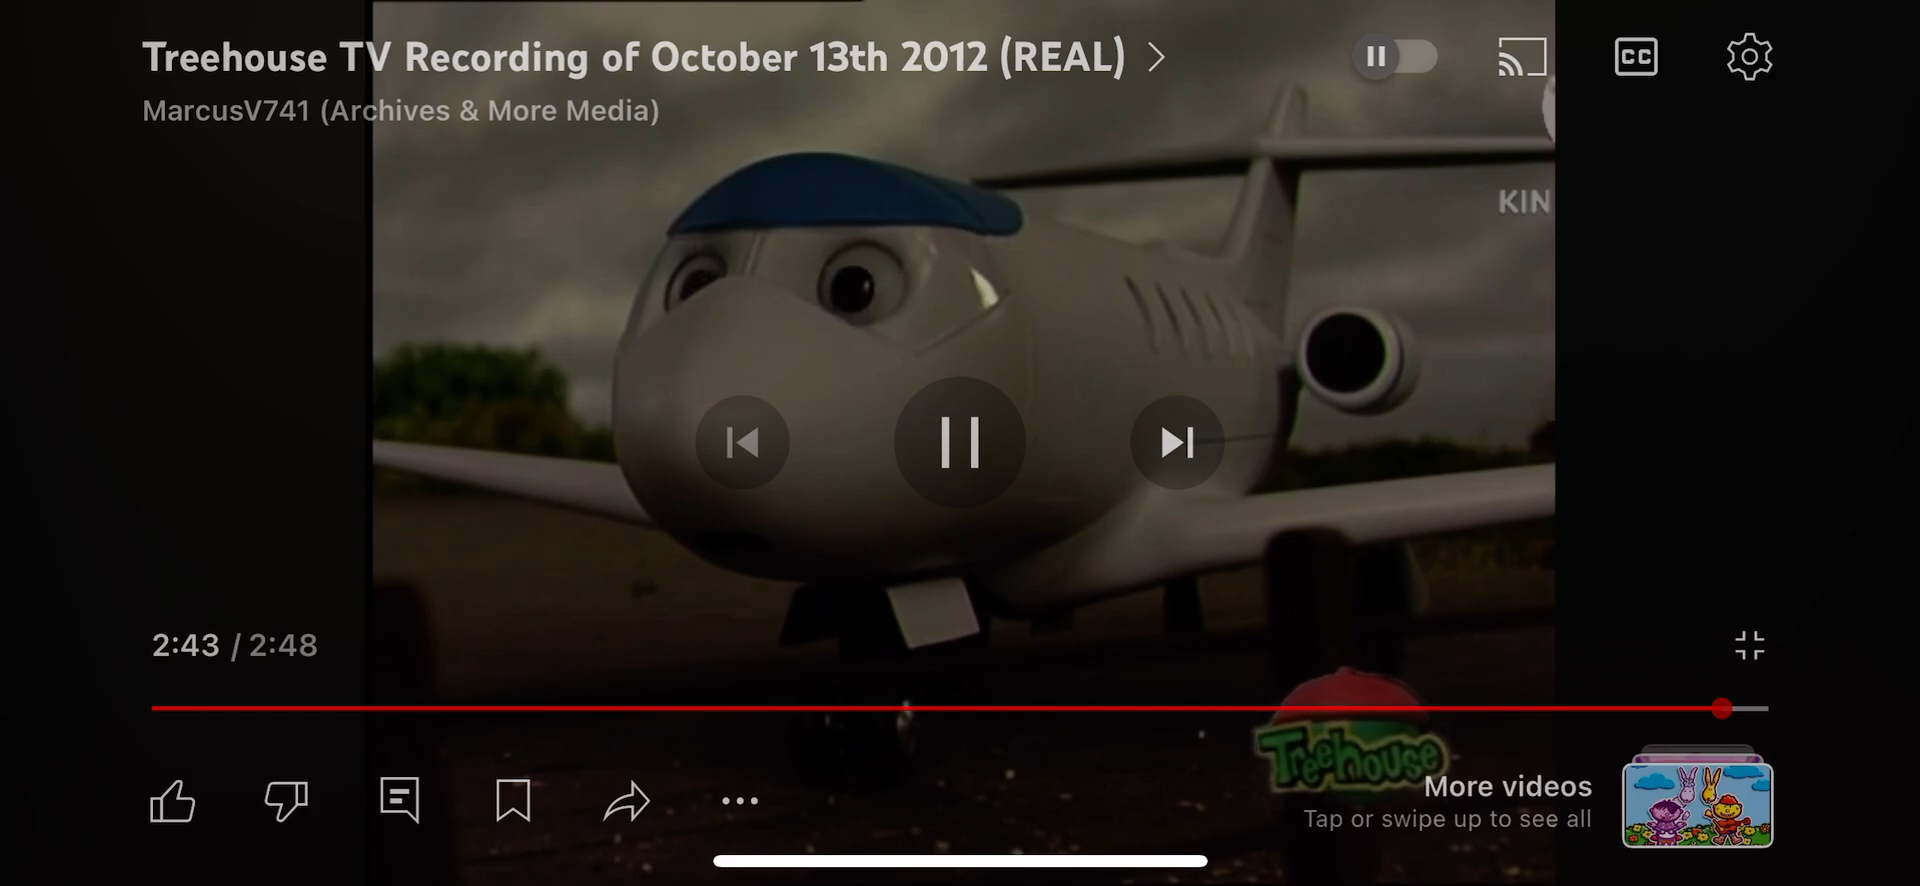 Treehouse TV Recording of October 13th 2012 (REAL)
MarcusV741 (Archives & More Media)
CC
KIN
2:43 / 2:48
Treehouse
More videos
Tap or swipe up to see all